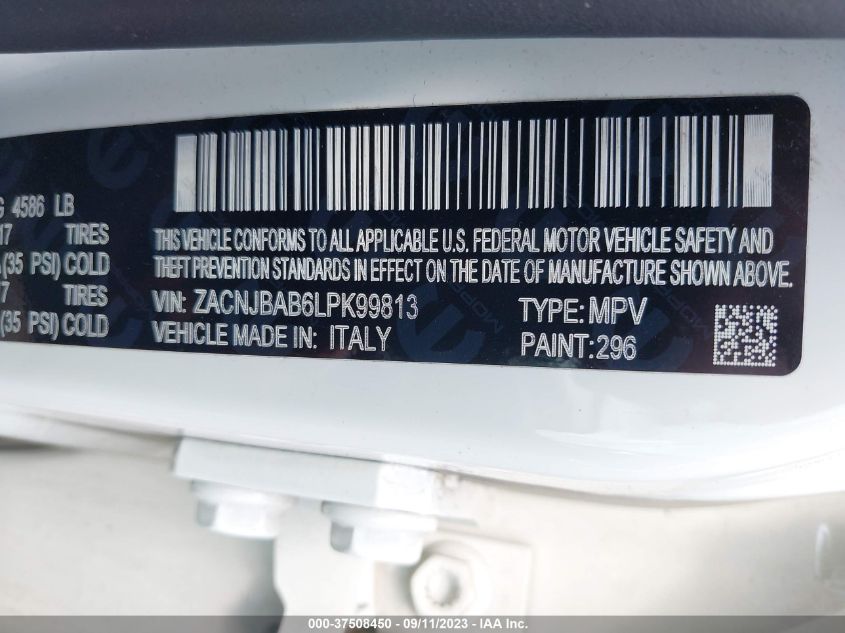 G 4586 LB
17 TIRES
(35 PSI) COLD
7 TIRES
(35 PSI) COLD
THIS VEHICLE CONFORMS TO ALL APPLICABLE U.S. FEDERAL MOTOR VEHICLE SAFETY AND
THEFT PREVENTION STANDARDS IN EFFECT ON THE DATE OF MANUFACTURE SHOWN ABOVE.
VIN: ZACNJBAB6LPK99813 TYPE: MPV
VEHICLE MADE IN: ITALY PAINT:296
000-37508450 - 09/11/2023 - IAA Inc.